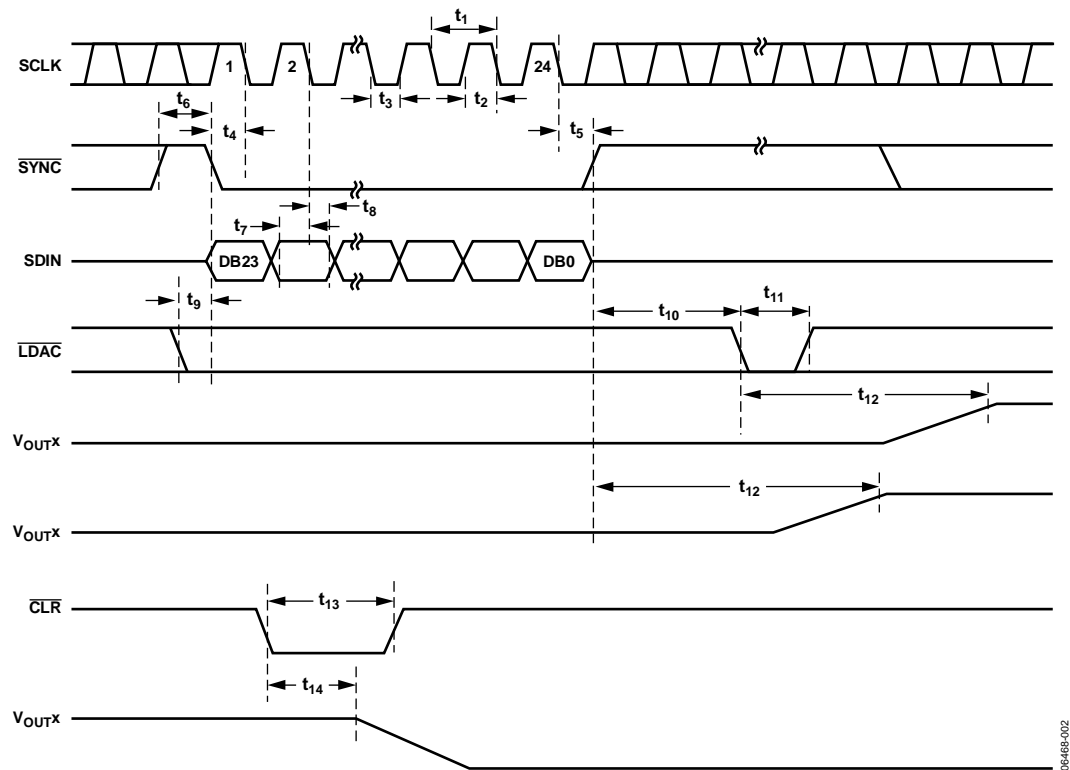 t1
SCLK
1
2
24
t3
t2
t6
t4
t5
SYNC
t8
t7
SDIN
DB23
DB0
t9
t10
t11
LDAC
t12
VOUTx
t12
VOUTx
CLR
t13
t14
VOUTx
06468-002